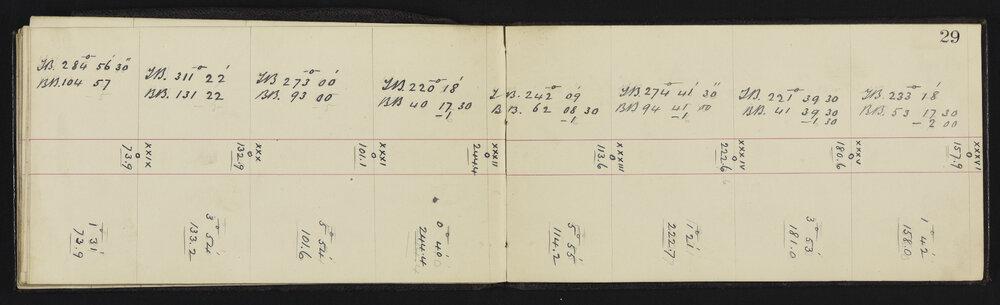 29
F.B. 284° 56' 30"
B.B. 104 57
F.B. 311° 22'
B.B. 131 22
F.B. 273° 00'
B.B. 93 00
F.B. 220° 18'
B.B. 40 17 30
-1
F.B. 242° 09'
B.B. 62 08 30
-1
F.B. 274° 41' 30"
B.B. 94 41 00
-1
F.B. 221° 39 30
B.B. 41 39 30
-1 30
F.B. 233° 18'
B.B. 53 17 30
-2 00
XXIX
73.9
XXX
132.9
XXXI
101.1
XXXII
244.4
XXXIII
113.6
XXXIV
222.6
XXXV
180.6
XXXVI
157.9
1° 31'
73.9
3° 54'
133.2
5° 54'
101.6
0° 40'
244.4
5° 55'
114.2
1° 21'
222.7
3° 53'
181.0
1° 42'
158.0